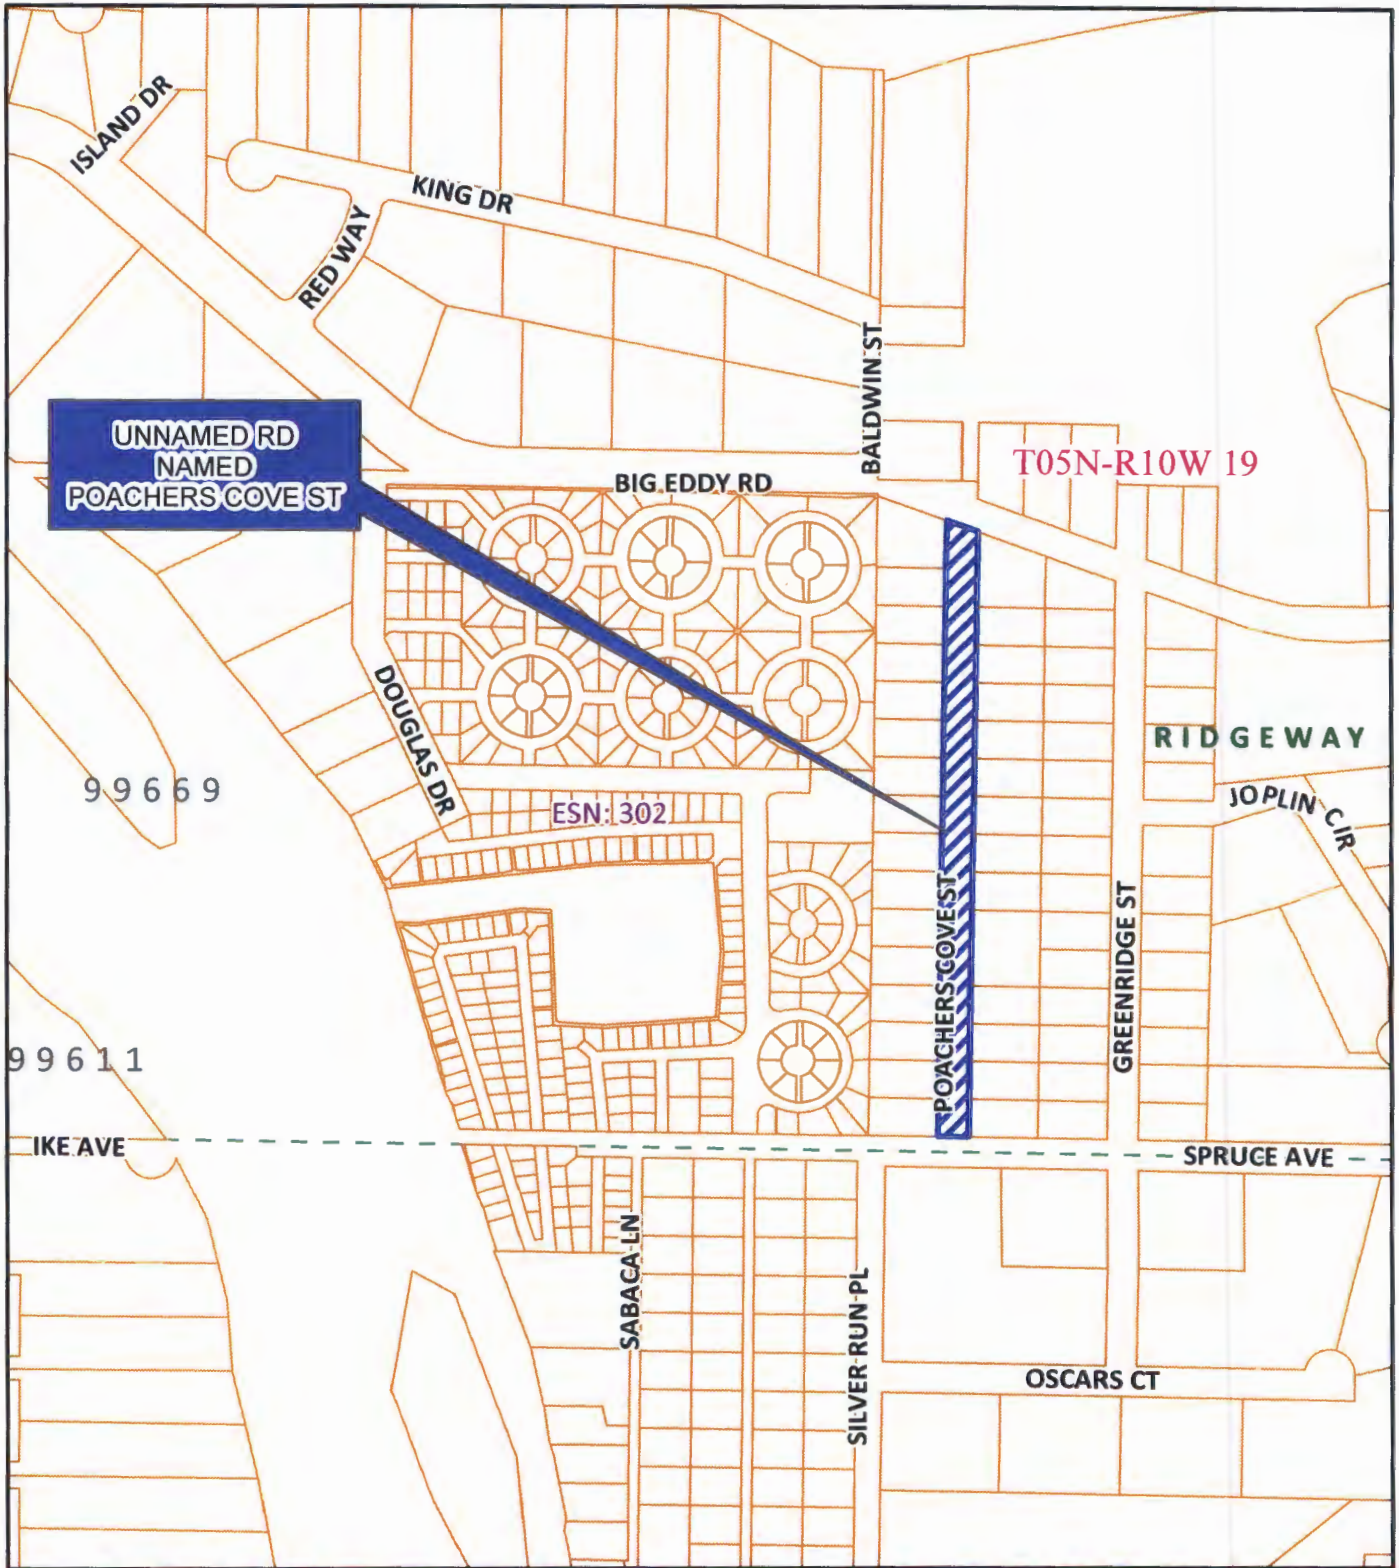 ISLAND DR
KING DR
RED WAY
BALDWIN ST
UNNAMED RD
NAMED
POACHERS COVE ST
BIG EDDY RD
T05N-R10W 19
DOUGLAS DR
RIDGEWAY
99669
JOPLIN CIR
ESN: 302
POACHERS COVE ST
GREENRIDGE ST
99611
IKE AVE
SPRUCE AVE
SABACA LN
SILVER RUN PL
OSCARS CT